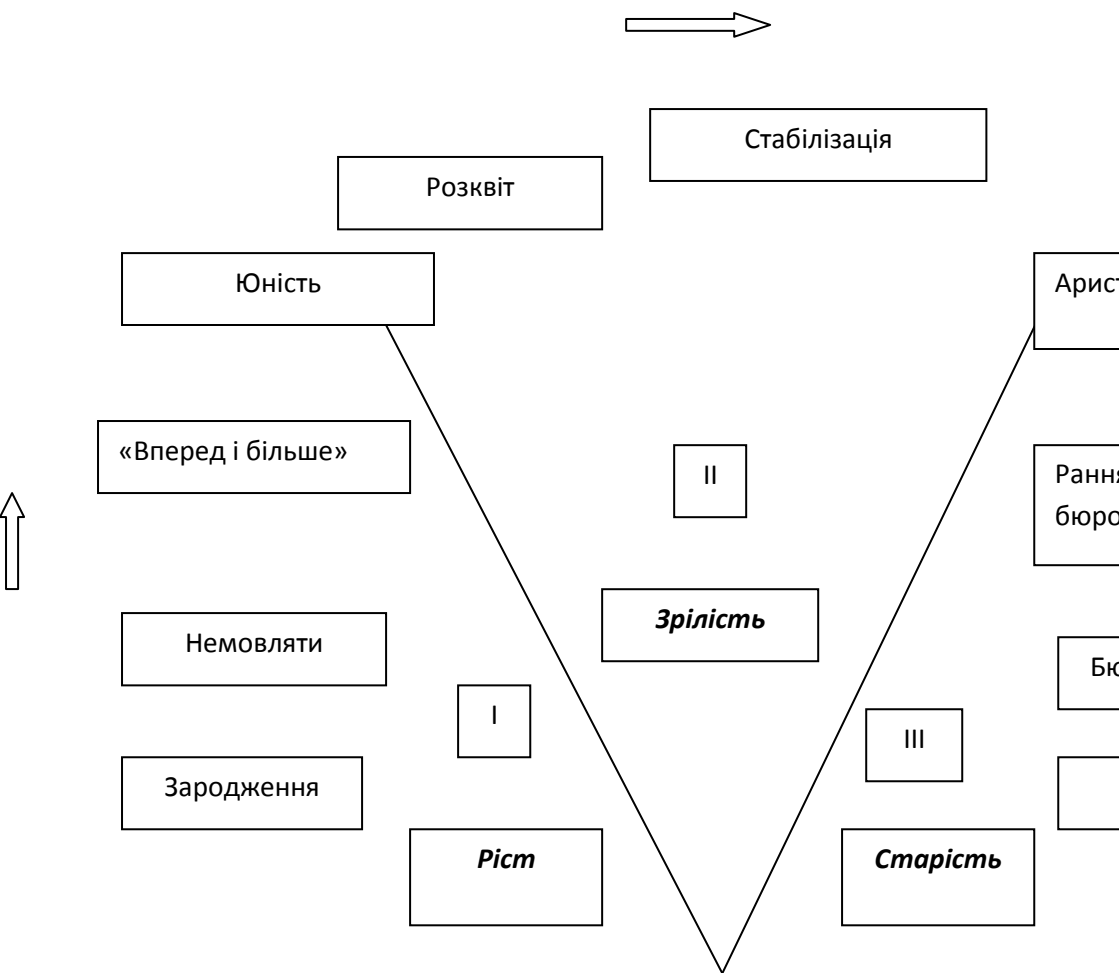 Стабілізація
Розквіт
Юність
«Вперед і більше»
II
Зрілість
Немовляти
I
III
Зародження
Ріст
Старість